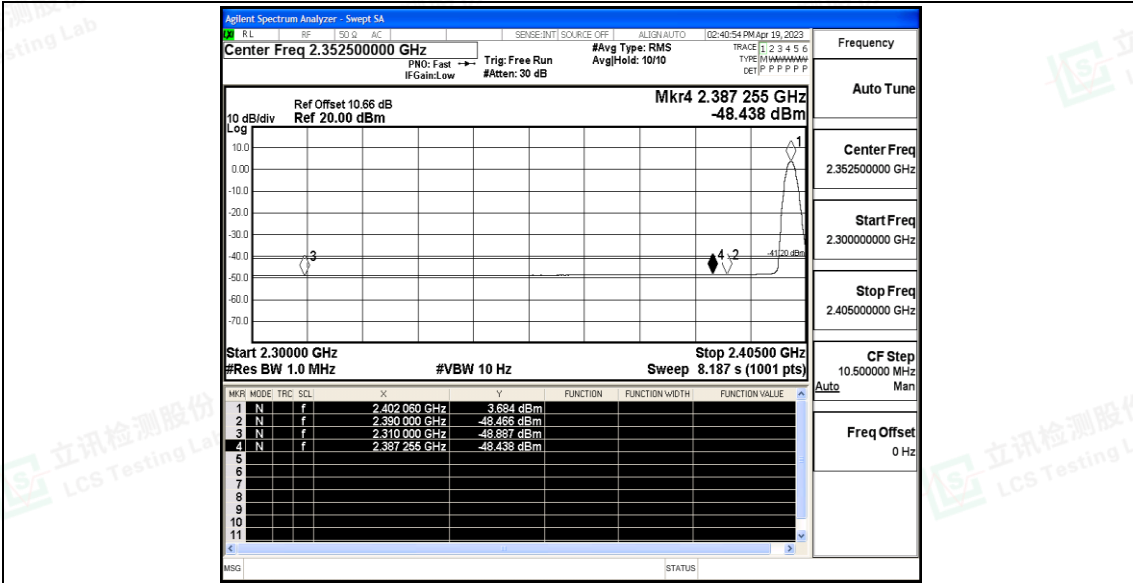 Agilent Spectrum Analyzer - Swept SA
RL RF 50 Ω AC SENSE:INT SOURCE OFF ALIGNAUTO 02:40:54 PM Apr 19, 2023
Center Freq 2.352500000 GHz
PNO: Fast
IFGain:Low
Trig: Free Run
#Atten: 30 dB
#Avg Type: RMS
Avg|Hold: 10/10
TRACE 1 2 3 4 5 6
TYPE M
DET P P P P P P
Ref Offset 10.66 dB
10 dB/div Ref 20.00 dBm
Log
Mkr4 2.387 255 GHz
-48.438 dBm
10.0
0.00
-10.0
-20.0
-30.0
-40.0
-50.0
-60.0
-70.0
1
3
4 2
-41.20 dBm
Start 2.30000 GHz Stop 2.40500 GHz
#Res BW 1.0 MHz #VBW 10 Hz Sweep 8.187 s (1001 pts)
MKR MODE TRC SCL X Y FUNCTION FUNCTION WIDTH FUNCTION VALUE
1 N f 2.402 060 GHz 3.684 dBm
2 N f 2.390 000 GHz -48.466 dBm
3 N f 2.310 000 GHz -48.887 dBm
4 N f 2.387 255 GHz -48.438 dBm
5
6
7
8
9
10
11
MSG STATUS
Frequency
Auto Tune
Center Freq
2.352500000 GHz
Start Freq
2.300000000 GHz
Stop Freq
2.405000000 GHz
CF Step
10.500000 MHz
Auto Man
Freq Offset
0 Hz
立讯检测股份
LCS Testing Lab
立讯检测股份
LCS Testing L